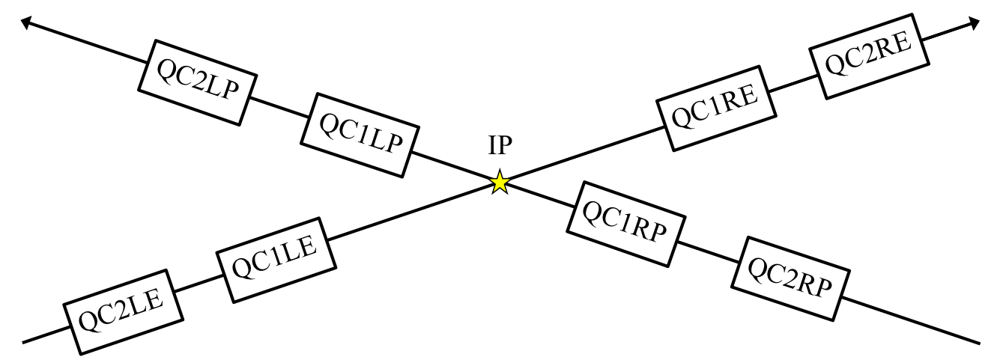 QC2LP
QC1LP
IP
QC1RE
QC2RE
QC2LE
QC1LE
QC1RP
QC2RP